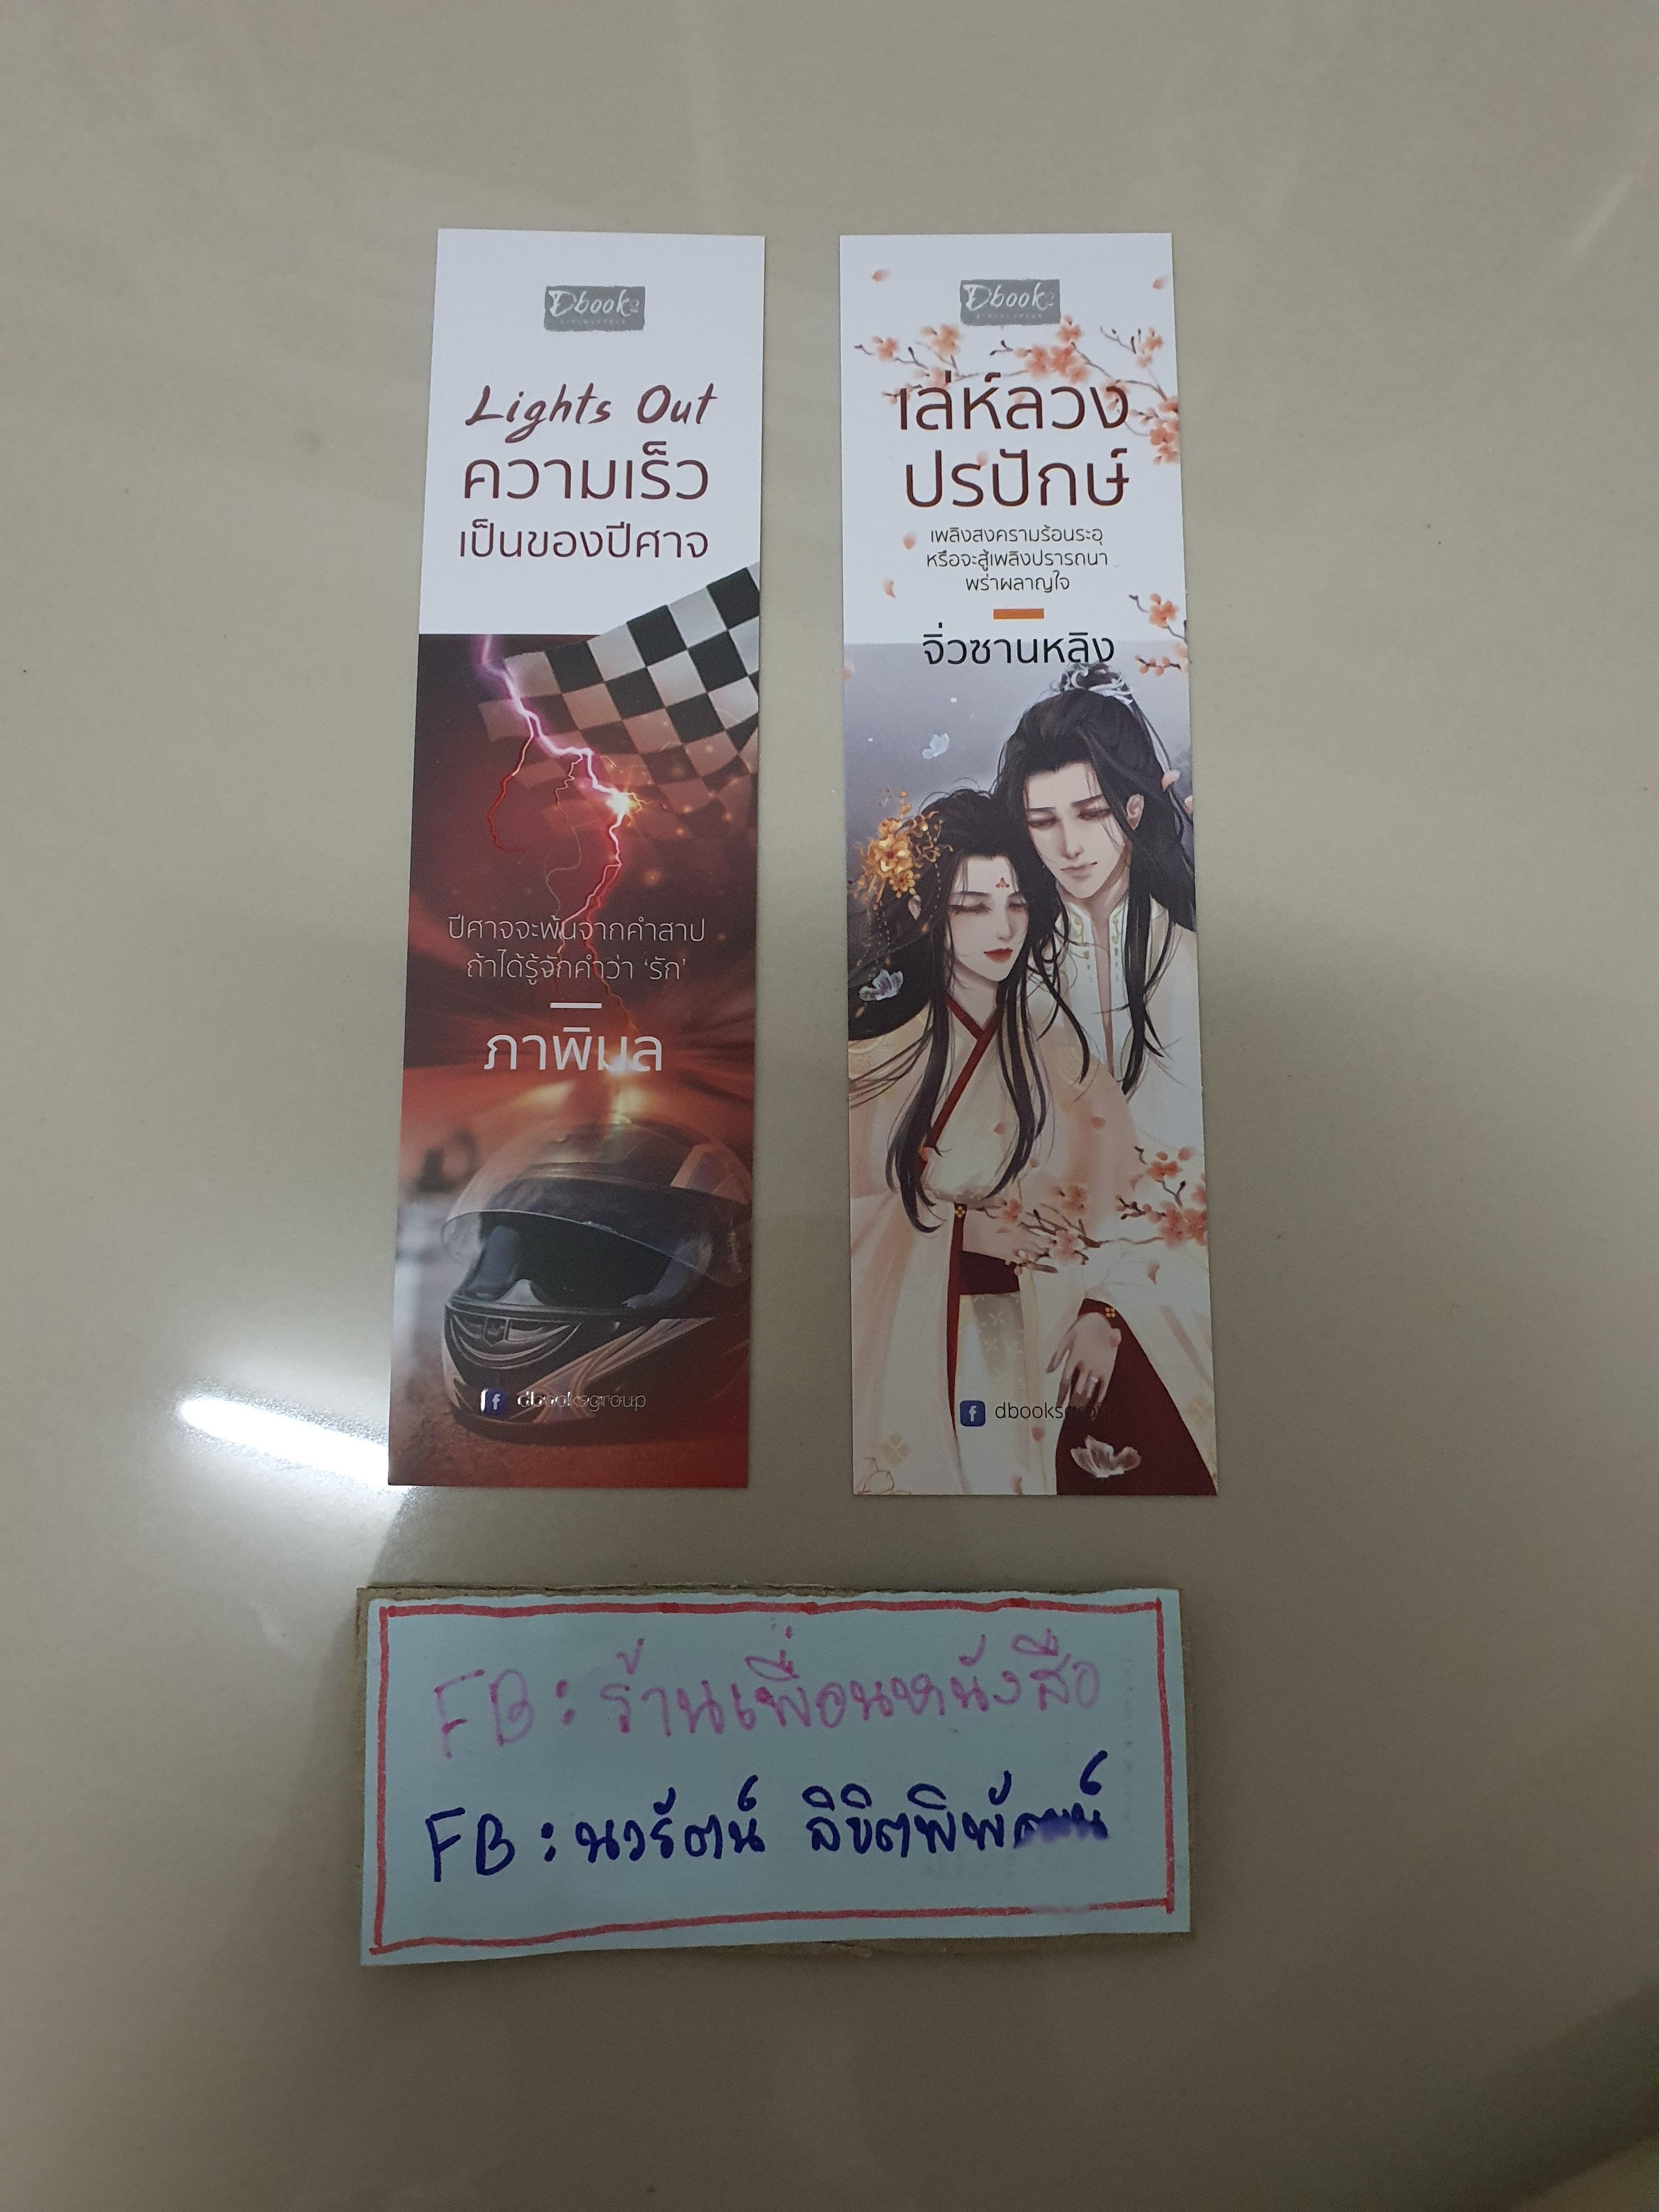 Dbooks
Lights Out
ความเร็ว
เป็นของปีศาจ
ปีศาจจะพ้นจากคำสาป
ถ้าได้รู้จักคำว่า 'รัก'
ภาพิมล
dbooksgroup
Dbooks
เล่ห์ลวง
ปรปักษ์
เพลิงสงครามร้อนระอุ
หรือจะสู้เพลิงปรารถนา
พร่าผลาญใจ
จิ่วซานหลิง
dbooksgroup
FB : ร้านเพื่อนหนังสือ
FB : นวรัตน์ ลิขิตพิพัฒน์